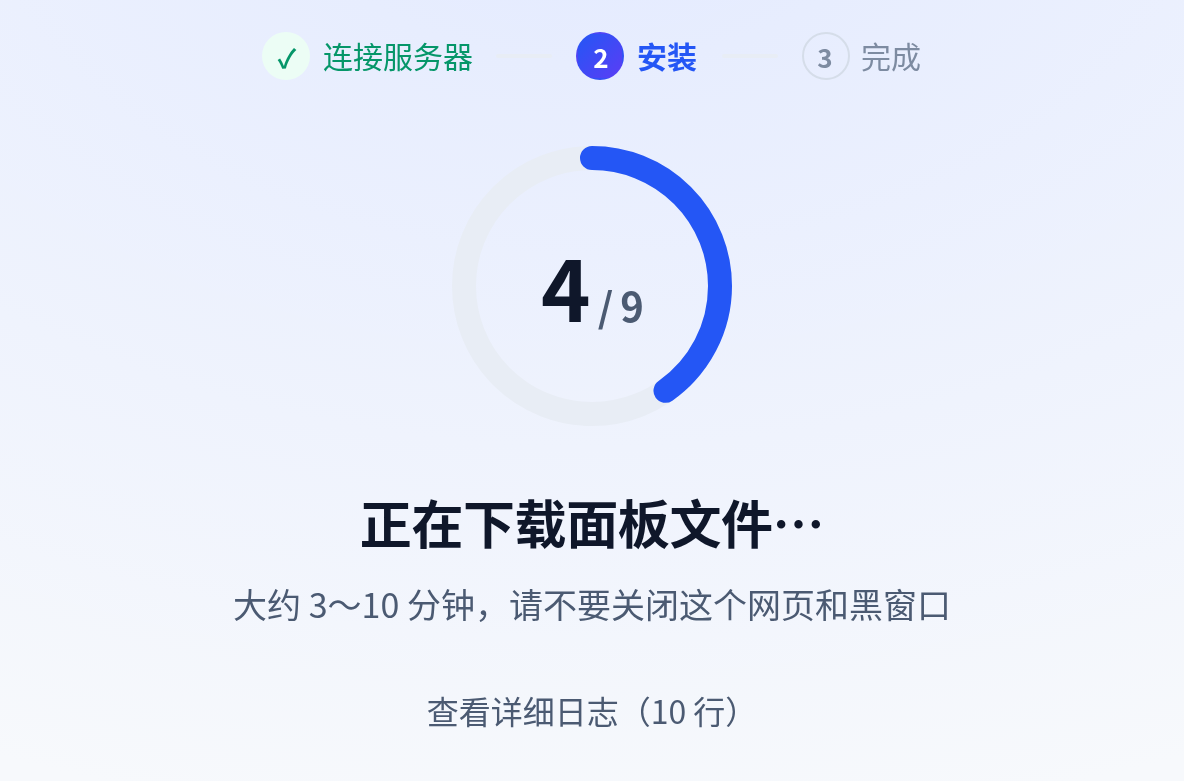 ✓ 连接服务器 2 安装 3 完成
4 / 9
正在下载面板文件…
大约 3～10 分钟，请不要关闭这个网页和黑窗口
查看详细日志（10 行）